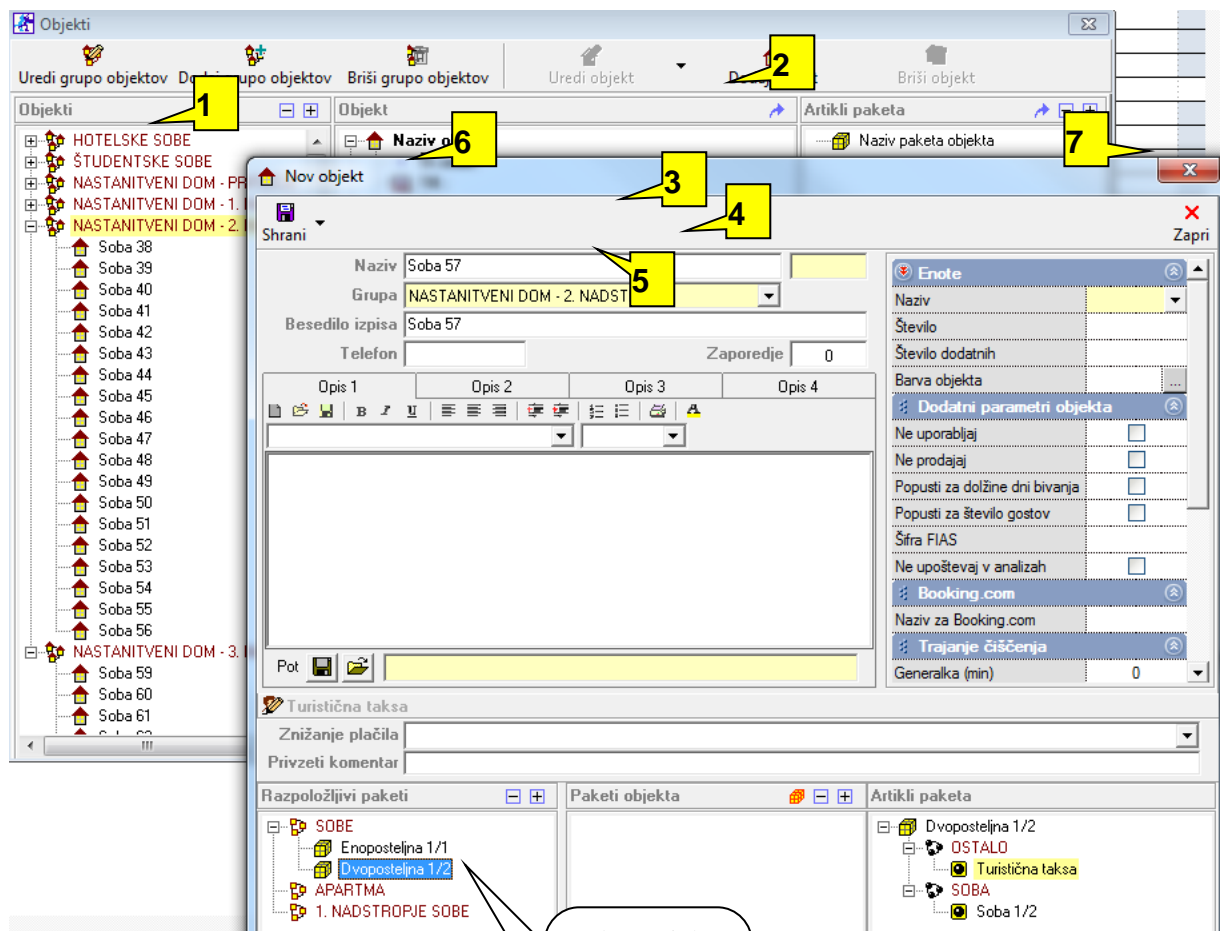 Objekti
Uredi grupo objektov
Briši grupo objektov
Uredi objekt
Briši objekt
1
2
3
4
5
6
7
Objekti
HOTELSKE SOBE
ŠTUDENTSKE SOBE
NASTANITVENI DOM - PR
NASTANITVENI DOM - 1.
NASTANITVENI DOM - 2.
Soba 38
Soba 39
Soba 40
Soba 41
Soba 42
Soba 43
Soba 44
Soba 45
Soba 46
Soba 47
Soba 48
Soba 49
Soba 50
Soba 51
Soba 52
Soba 53
Soba 54
Soba 55
Soba 56
NASTANITVENI DOM - 3.
Soba 59
Soba 60
Soba 61
Objekt
Naziv
Artikli paketa
Naziv paketa objekta
Nov objekt
Shrani
Zapri
Naziv Soba 57
Grupa NASTANITVENI DOM - 2. NADST
Besedilo izpisa Soba 57
Telefon Zaporedje 0
Opis 1 Opis 2 Opis 3 Opis 4
B I U A
Pot
Enote
Naziv
Število
Število dodatnih
Barva objekta ...
Dodatni parametri objekta
Ne uporabljaj
Ne prodajaj
Popusti za dolžine dni bivanja
Popusti za število gostov
Šifra FIAS
Ne upoštevaj v analizah
Booking.com
Naziv za Booking.com
Trajanje čiščenja
Generalka (min) 0
Turistična taksa
Znižanje plačila
Privzeti komentar
Razpoložljivi paketi
SOBE
Enoposteljna 1/1
Dvoposteljna 1/2
APARTMA
1. NADSTROPJE SOBE
Paketi objekta
Artikli paketa
Dvoposteljna 1/2
OSTALO
Turistična taksa
SOBA
Soba 1/2